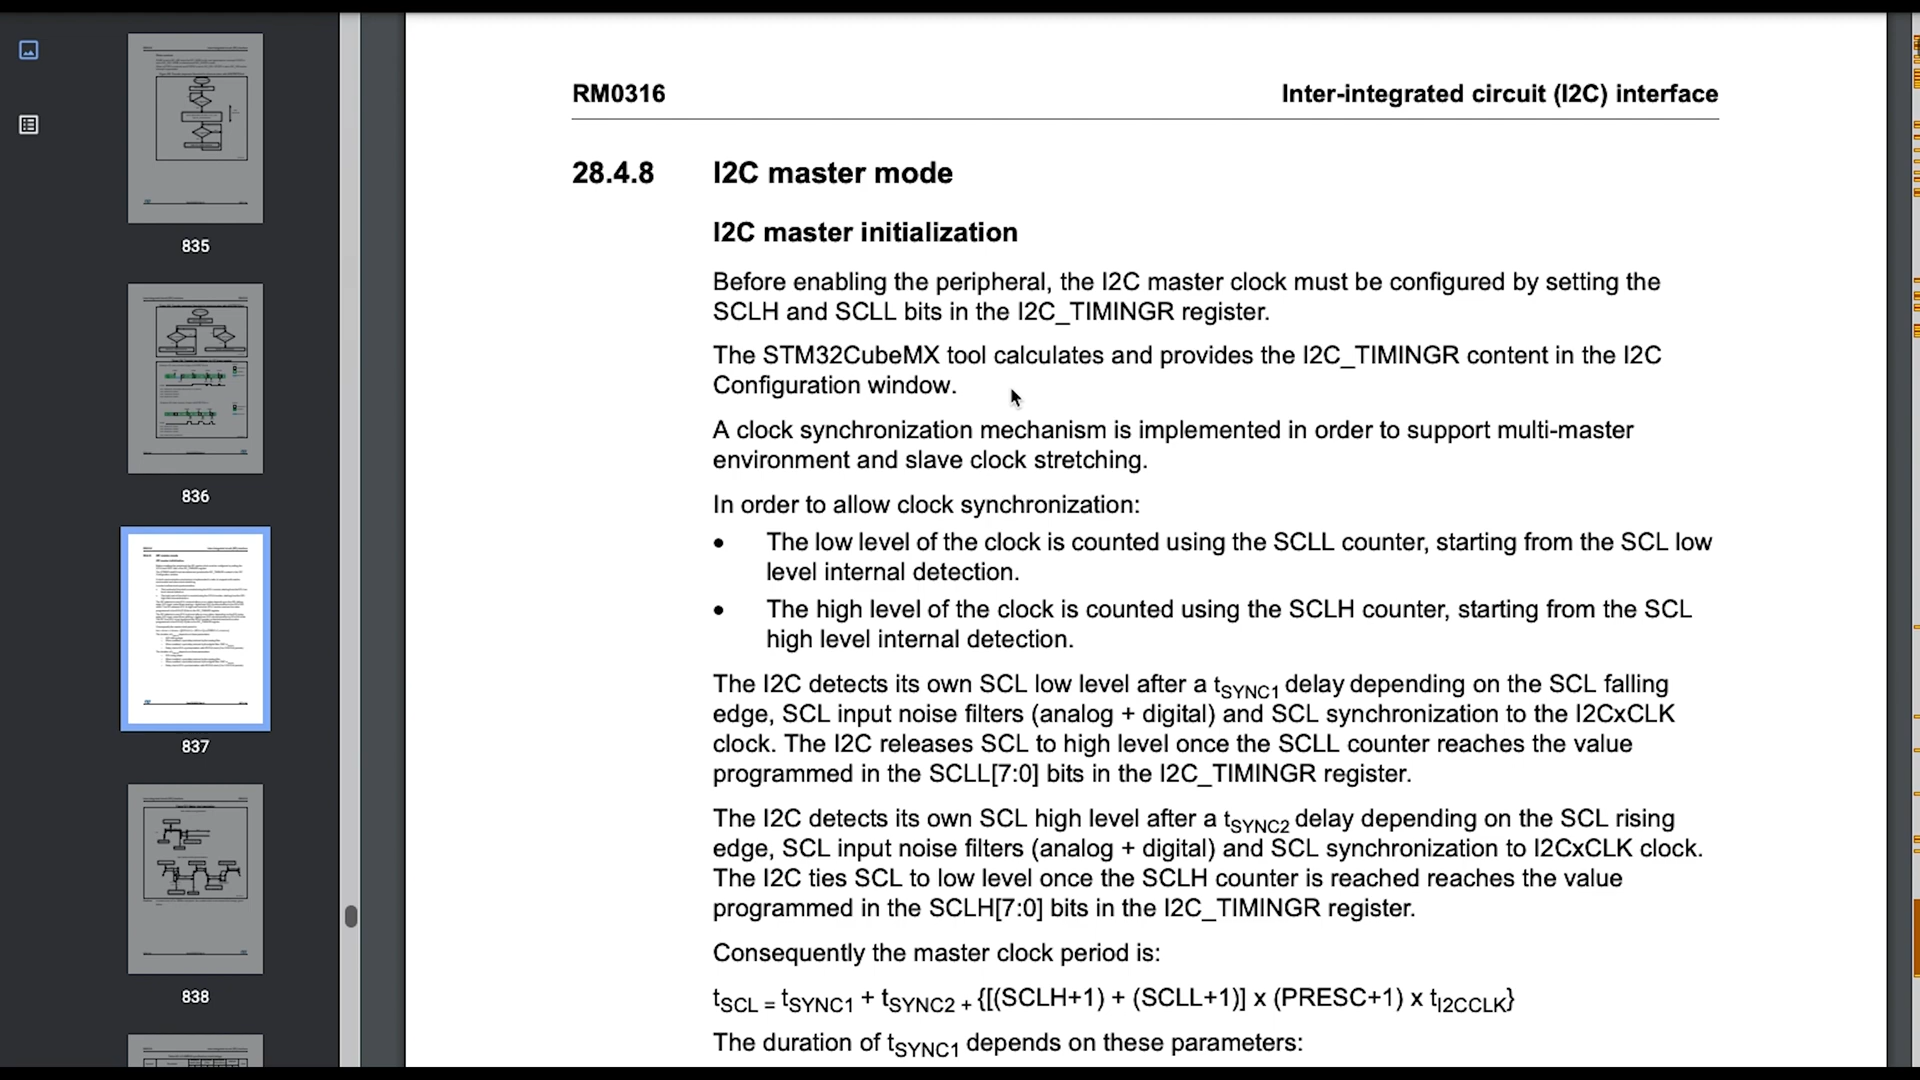 RM0316
Inter-integrated circuit (I2C) interface
28.4.8 I2C master mode
I2C master initialization
Before enabling the peripheral, the I2C master clock must be configured by setting the
SCLH and SCLL bits in the I2C_TIMINGR register.
The STM32CubeMX tool calculates and provides the I2C_TIMINGR content in the I2C
Configuration window.
A clock synchronization mechanism is implemented in order to support multi-master
environment and slave clock stretching.
In order to allow clock synchronization:
• The low level of the clock is counted using the SCLL counter, starting from the SCL low
level internal detection.
• The high level of the clock is counted using the SCLH counter, starting from the SCL
high level internal detection.
The I2C detects its own SCL low level after a tSYNC1 delay depending on the SCL falling
edge, SCL input noise filters (analog + digital) and SCL synchronization to the I2CxCLK
clock. The I2C releases SCL to high level once the SCLL counter reaches the value
programmed in the SCLL[7:0] bits in the I2C_TIMINGR register.
The I2C detects its own SCL high level after a tSYNC2 delay depending on the SCL rising
edge, SCL input noise filters (analog + digital) and SCL synchronization to I2CxCLK clock.
The I2C ties SCL to low level once the SCLH counter is reached reaches the value
programmed in the SCLH[7:0] bits in the I2C_TIMINGR register.
Consequently the master clock period is:
tSCL = tSYNC1 + tSYNC2 + {[(SCLH+1) + (SCLL+1)] x (PRESC+1) x tI2CCLK}
The duration of tSYNC1 depends on these parameters:
835
836
837
838